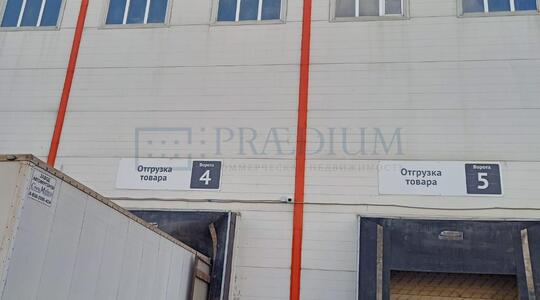 PRÆDIUM
КОММЕРЧЕСКАЯ НЕДВИЖИМОСТЬ
Отгрузка
товара
Ворота
4
Отгрузка
товара
Ворота
5